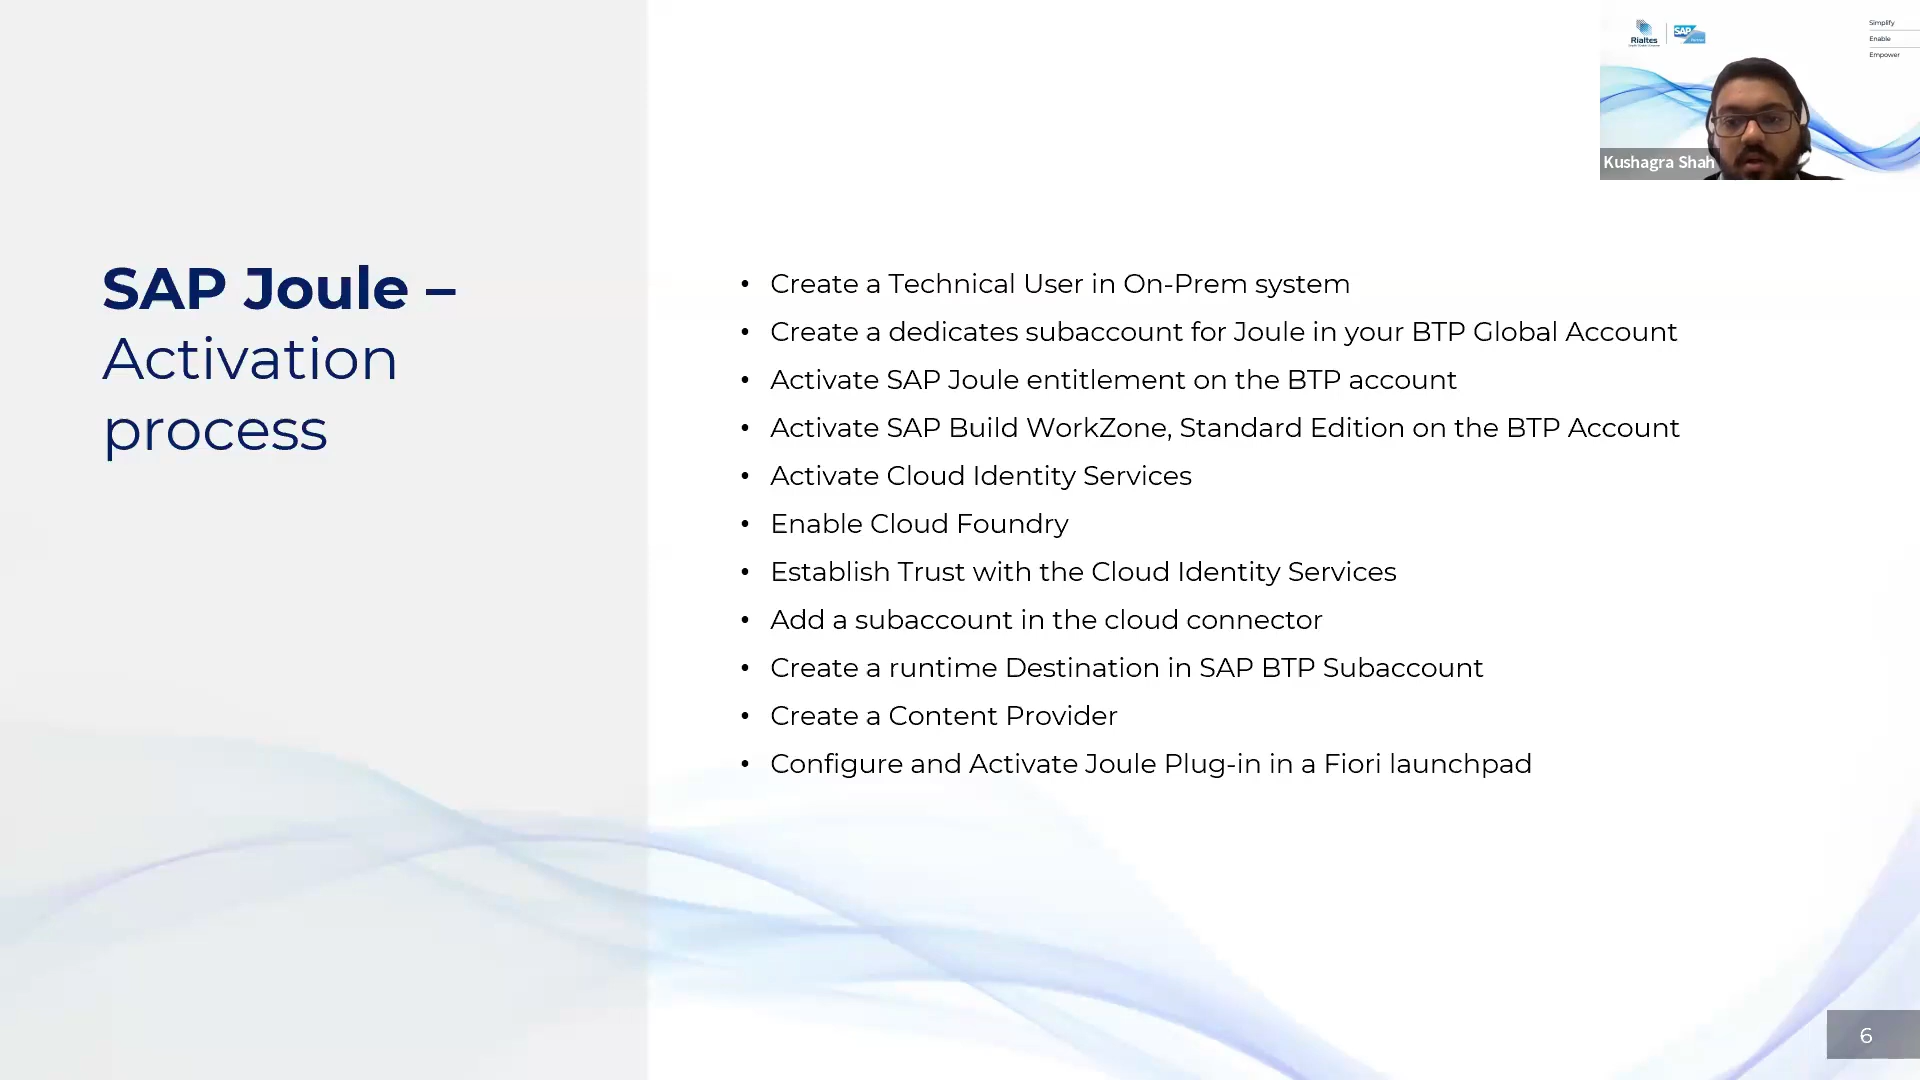 SAP Joule –
Activation
process
• Create a Technical User in On-Prem system
• Create a dedicates subaccount for Joule in your BTP Global Account
• Activate SAP Joule entitlement on the BTP account
• Activate SAP Build WorkZone, Standard Edition on the BTP Account
• Activate Cloud Identity Services
• Enable Cloud Foundry
• Establish Trust with the Cloud Identity Services
• Add a subaccount in the cloud connector
• Create a runtime Destination in SAP BTP Subaccount
• Create a Content Provider
• Configure and Activate Joule Plug-in in a Fiori launchpad
Rialtes
SAP
Simplify
Enable
Empower
Kushagra Shah
6